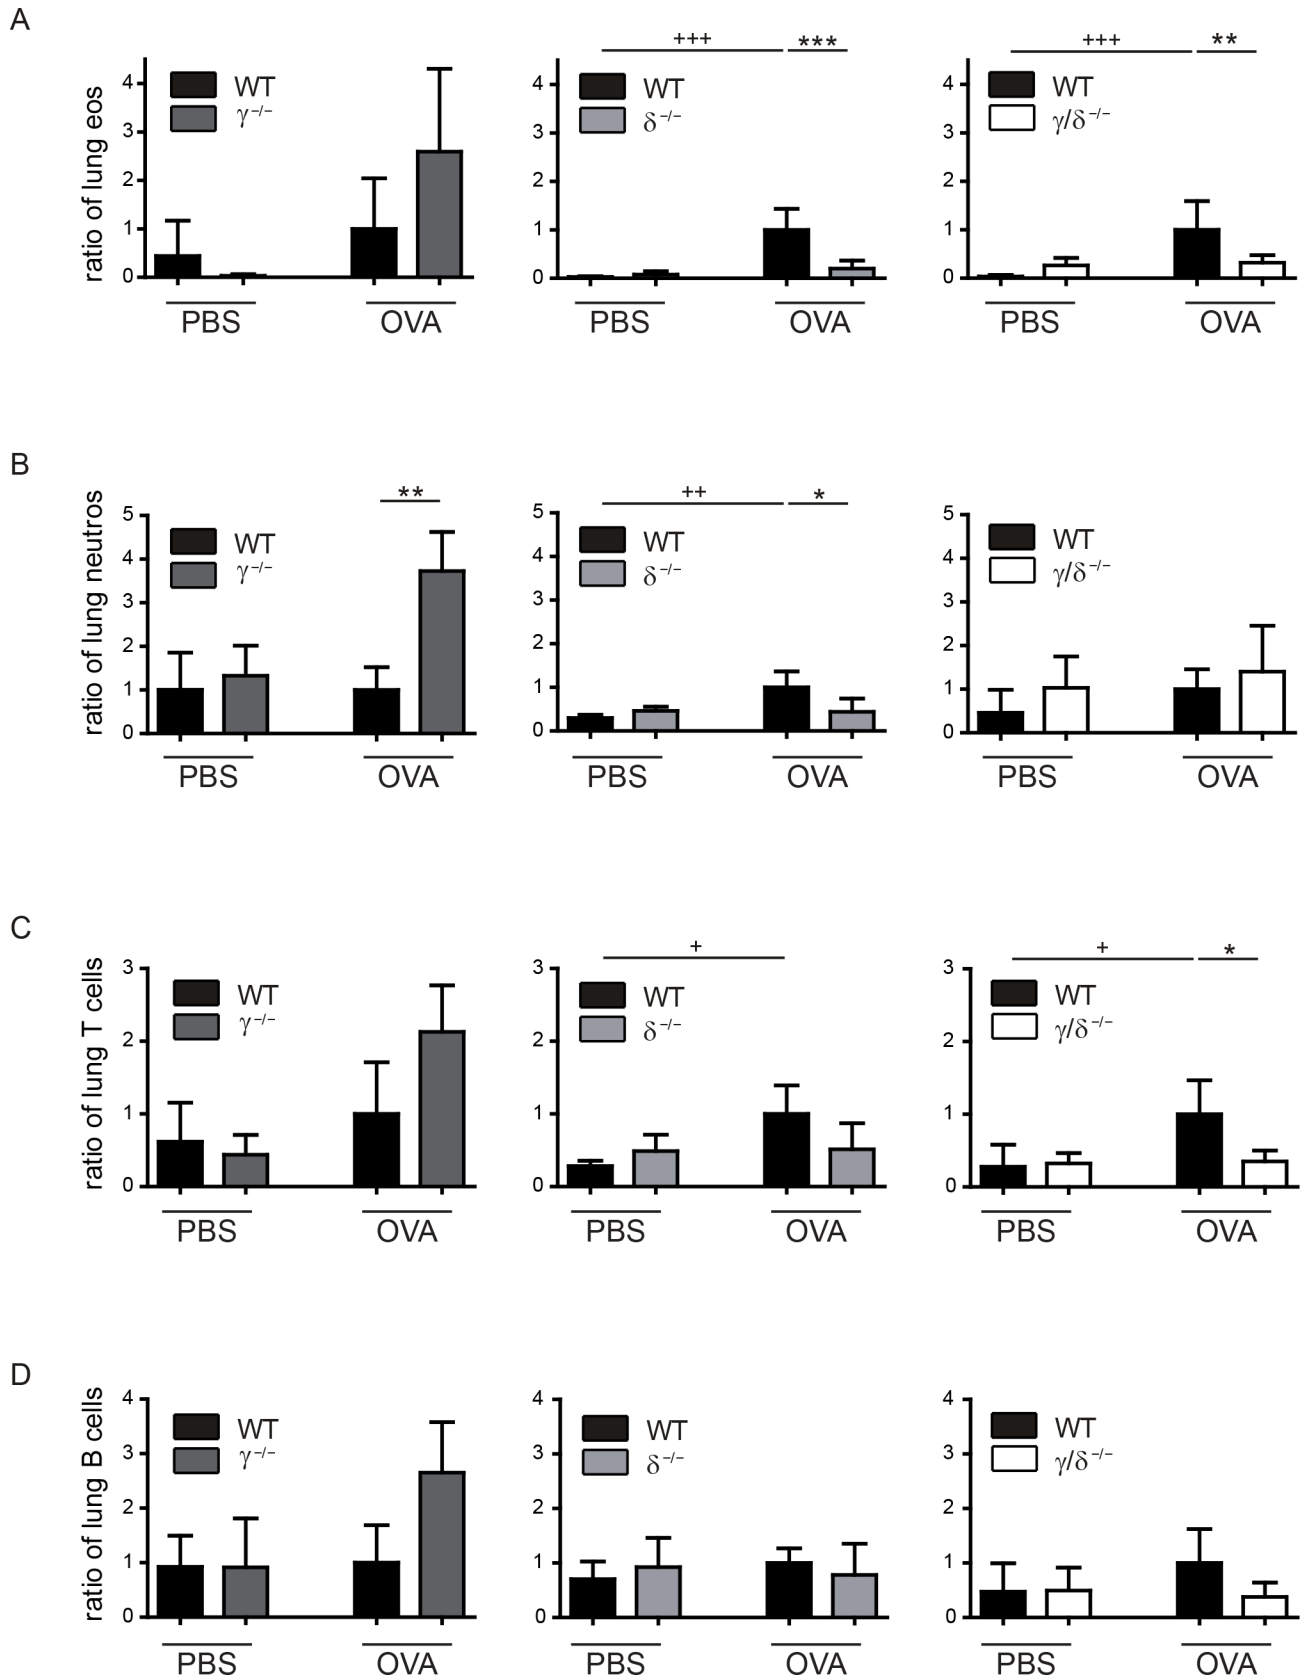 A
+++
***
+++
**
ratio of lung eos
4
3
2
1
0
WT
γ⁻/⁻
PBS
OVA
4
3
2
1
0
WT
δ⁻/⁻
PBS
OVA
4
3
2
1
0
WT
γ/δ⁻/⁻
PBS
OVA
B
**
++
*
ratio of lung neutros
5
4
3
2
1
0
WT
γ⁻/⁻
PBS
OVA
5
4
3
2
1
0
WT
δ⁻/⁻
PBS
OVA
5
4
3
2
1
0
WT
γ/δ⁻/⁻
PBS
OVA
C
+
+
*
ratio of lung T cells
3
2
1
0
WT
γ⁻/⁻
PBS
OVA
3
2
1
0
WT
δ⁻/⁻
PBS
OVA
3
2
1
0
WT
γ/δ⁻/⁻
PBS
OVA
D
ratio of lung B cells
4
3
2
1
0
WT
γ⁻/⁻
PBS
OVA
4
3
2
1
0
WT
δ⁻/⁻
PBS
OVA
4
3
2
1
0
WT
γ/δ⁻/⁻
PBS
OVA